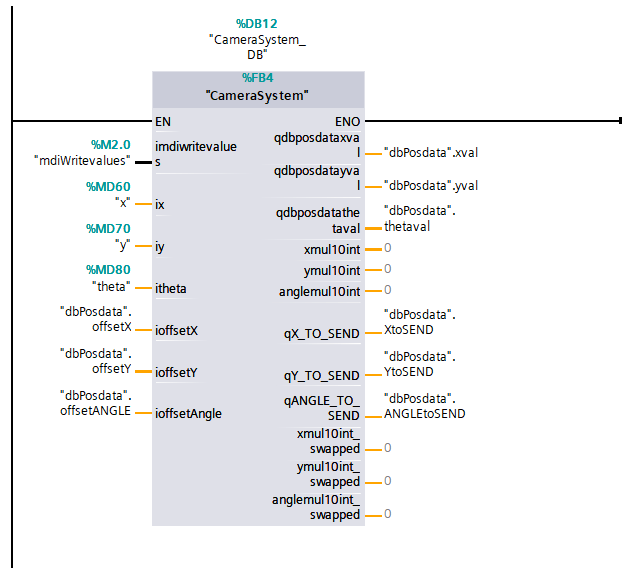 %DB12
"CameraSystem_
DB"
%FB4
"CameraSystem"
EN ENO
%M2.0
"mdiWritevalues"
imdiwritevalue
s
qdbposdataxva
l
"dbPosdata".xval
qdbposdatayva
l
"dbPosdata".yval
%MD60
"x"
ix
qdbposdatathe
taval
"dbPosdata".
thetaval
%MD70
"y"
iy
xmul10int
0
ymul10int
0
%MD80
"theta"
itheta
anglemul10int
0
"dbPosdata".
offsetX
ioffsetX
qX_TO_SEND
"dbPosdata".
XtoSEND
"dbPosdata".
offsetY
ioffsetY
qY_TO_SEND
"dbPosdata".
YtoSEND
"dbPosdata".
offsetANGLE
ioffsetAngle
qANGLE_TO_
SEND
"dbPosdata".
ANGLEtoSEND
xmul10int_
swapped
0
ymul10int_
swapped
0
anglemul10int_
swapped
0